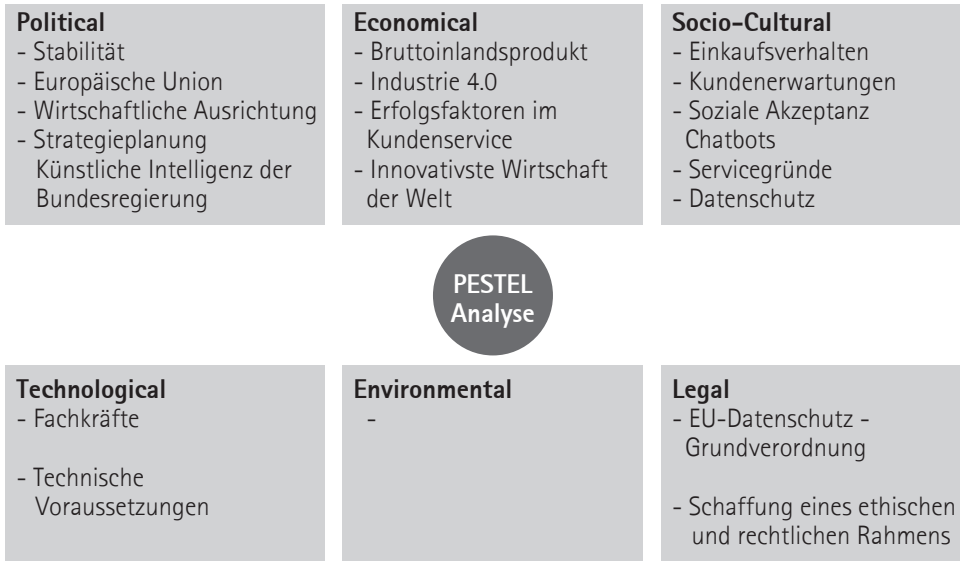 Political
- Stabilität
- Europäische Union
- Wirtschaftliche Ausrichtung
- Strategieplanung
Künstliche Intelligenz der
Bundesregierung
Economical
- Bruttoinlandsprodukt
- Industrie 4.0
- Erfolgsfaktoren im
Kundenservice
- Innovativste Wirtschaft
der Welt
Socio-Cultural
- Einkaufsverhalten
- Kundenerwartungen
- Soziale Akzeptanz
Chatbots
- Servicegründe
- Datenschutz
PESTEL
Analyse
Technological
- Fachkräfte
- Technische
Voraussetzungen
Environmental
-
Legal
- EU-Datenschutz -
Grundverordnung
- Schaffung eines ethischen
und rechtlichen Rahmens